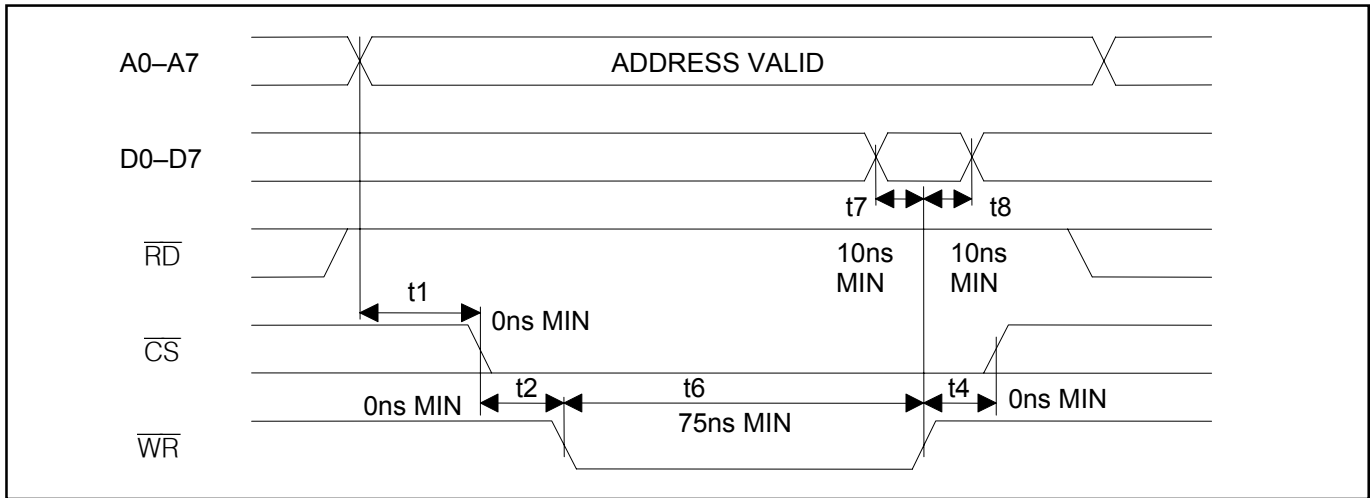 A0–A7
ADDRESS VALID
D0–D7
t7
t8
RD
10ns
MIN
10ns
MIN
t1
0ns MIN
CS
0ns MIN
t2
t6
75ns MIN
t4
0ns MIN
WR